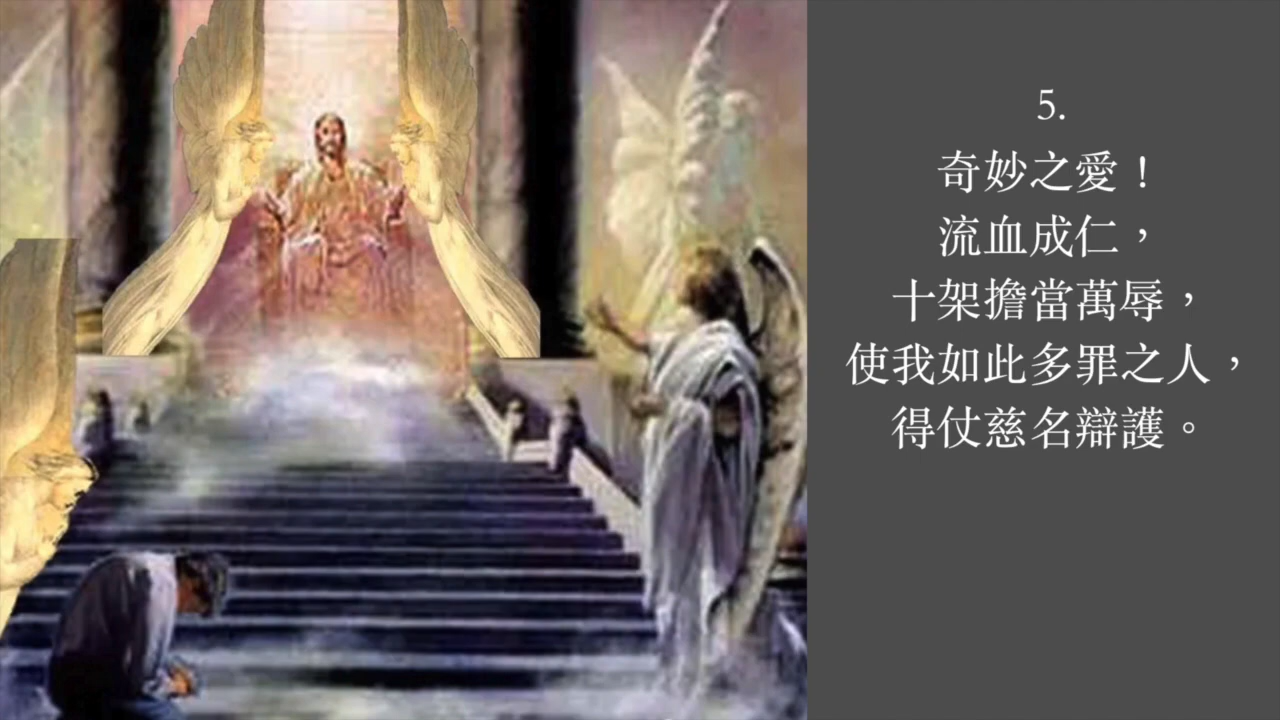 5.
奇妙之愛！
流血成仁，
十架擔當萬辱，
使我如此多罪之人，
得仗慈名辯護。